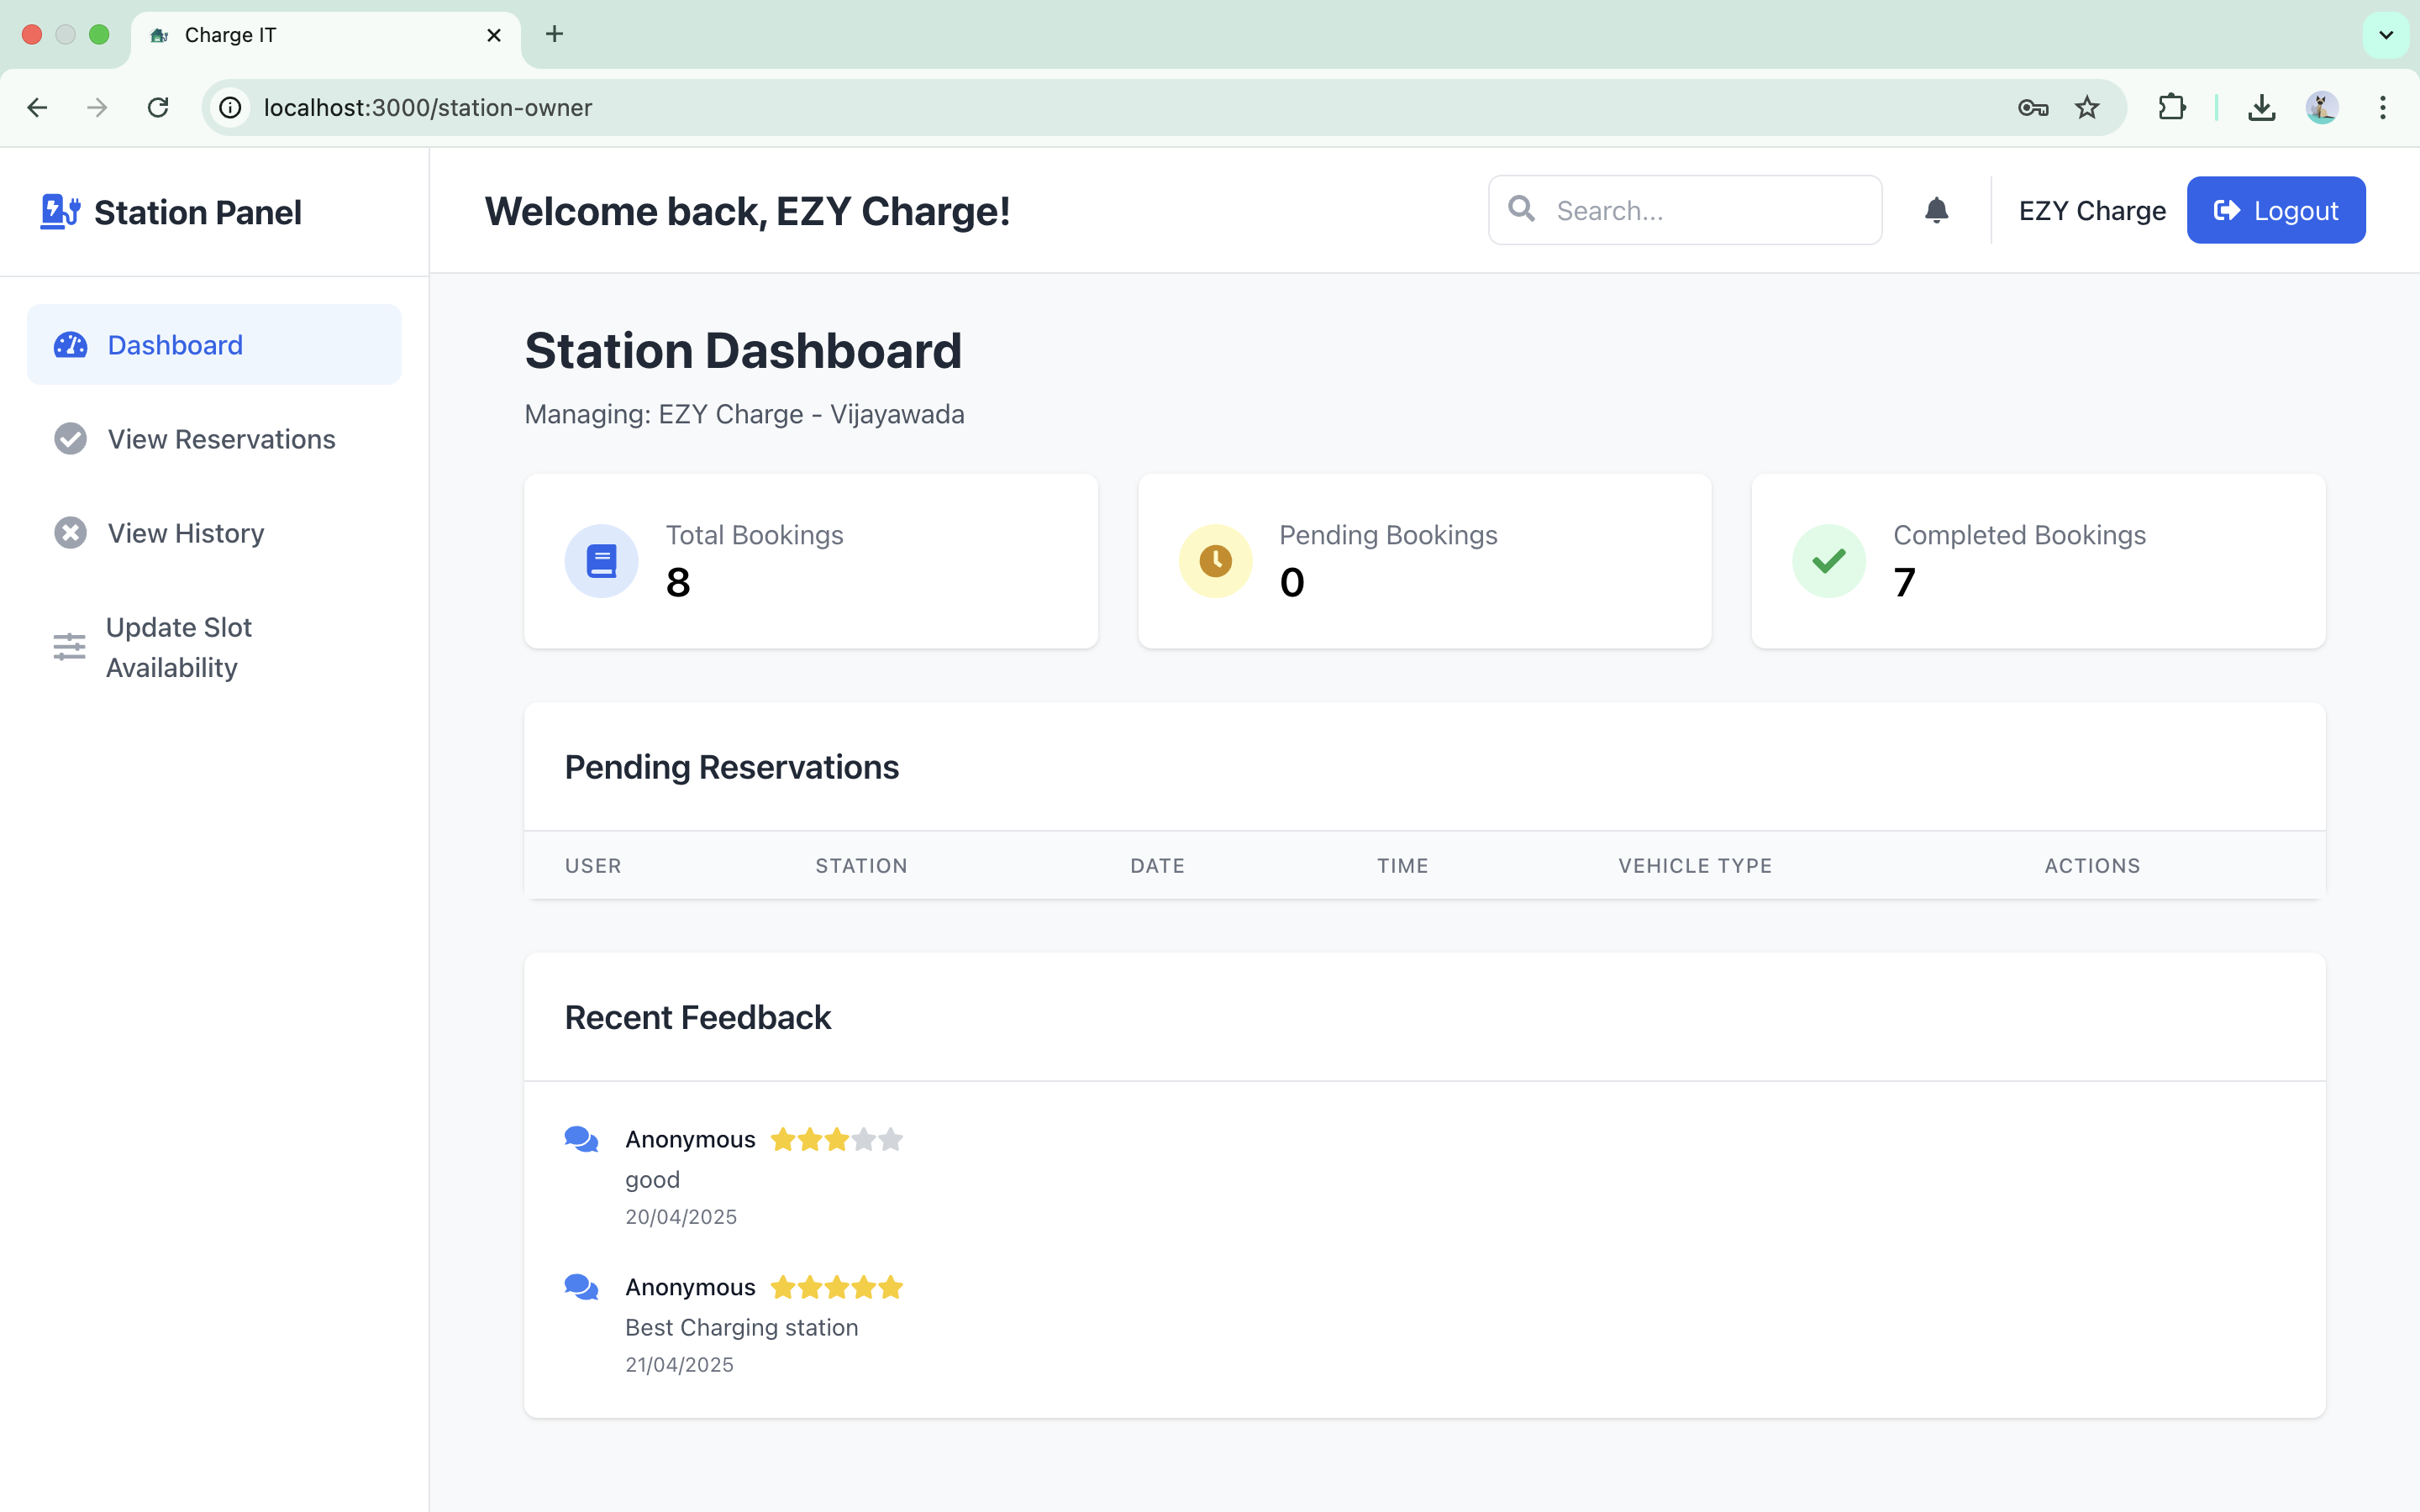 Charge IT
localhost:3000/station-owner
Station Panel
Welcome back, EZY Charge!
Search...
EZY Charge
Logout
Dashboard
View Reservations
View History
Update Slot
Availability
Station Dashboard
Managing: EZY Charge - Vijayawada
Total Bookings
8
Pending Bookings
0
Completed Bookings
7
Pending Reservations
USER STATION DATE TIME VEHICLE TYPE ACTIONS
Recent Feedback
Anonymous
good
20/04/2025
Anonymous
Best Charging station
21/04/2025